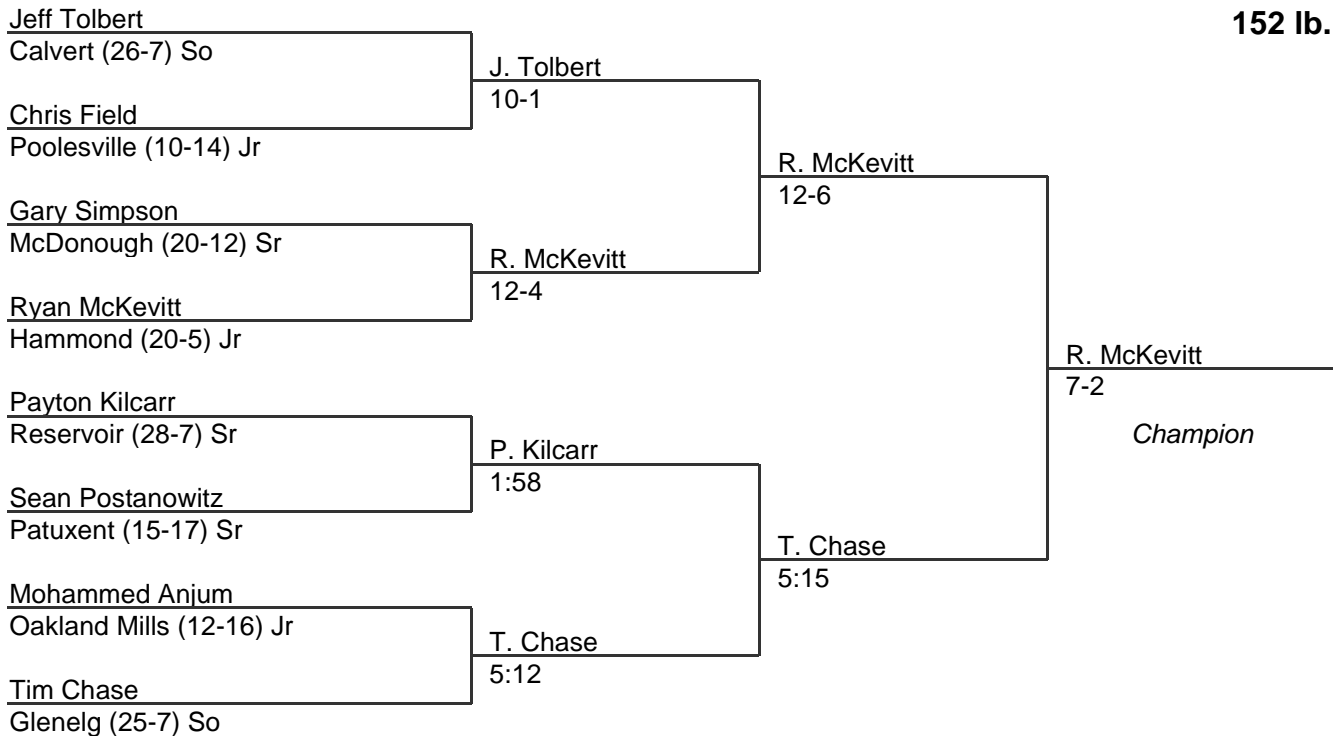 152 lb.
Jeff Tolbert
Calvert (26-7) So
Chris Field
Poolesville (10-14) Jr
Gary Simpson
McDonough (20-12) Sr
Ryan McKevitt
Hammond (20-5) Jr
Payton Kilcarr
Reservoir (28-7) Sr
Sean Postanowitz
Patuxent (15-17) Sr
Mohammed Anjum
Oakland Mills (12-16) Jr
Tim Chase
Glenelg (25-7) So
J. Tolbert
10-1
R. McKevitt
12-4
P. Kilcarr
1:58
T. Chase
5:12
R. McKevitt
12-6
T. Chase
5:15
R. McKevitt
7-2
Champion